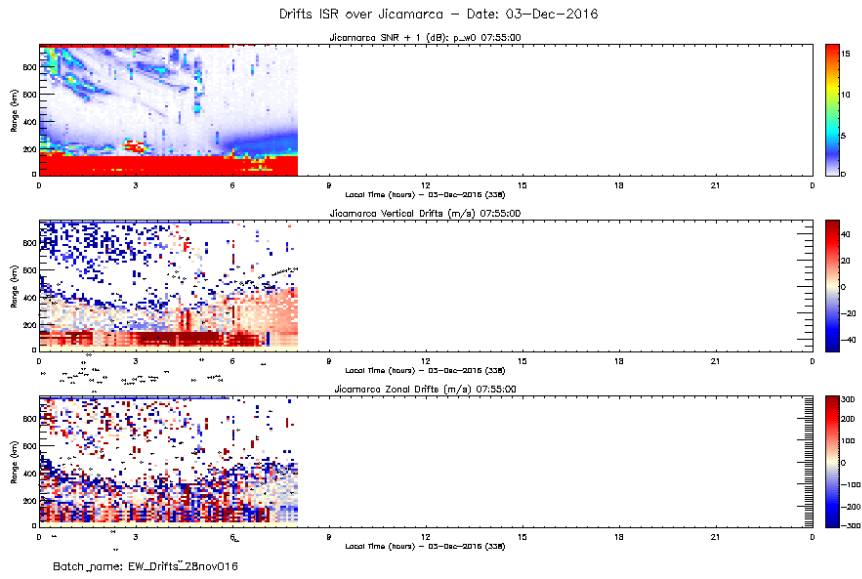 Drifts ISR over Jicamarca - Date: 03-Dec-2016
Jicamarca SNR + 1 (dB): p_w0 07:55:00
Range (km)
800
600
400
200
0
0 3 6 9 12 15 18 21 0
Local Time (hours) - 03-Dec-2016 (338)
15
10
5
0
Jicamarca Vertical Drifts (m/s) 07:55:00
Range (km)
800
600
400
200
0
0 3 6 9 12 15 18 21 0
Local Time (hours) - 03-Dec-2016 (338)
40
20
0
-20
-40
Jicamarca Zonal Drifts (m/s) 07:55:00
Range (km)
800
600
400
200
0
0 3 6 9 12 15 18 21 0
Local Time (hours) - 03-Dec-2016 (338)
300
200
100
0
-100
-200
-300
Batch_name: EW_Drifts_28nov016